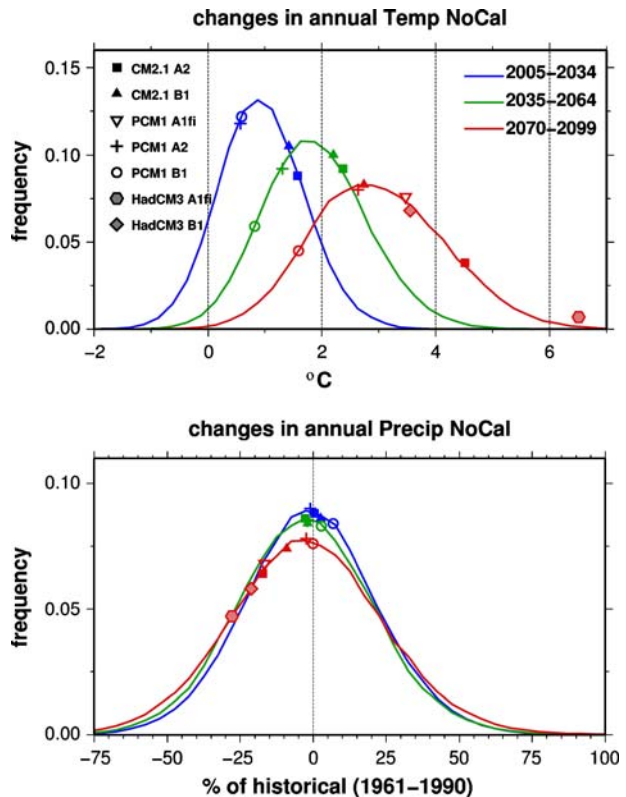 changes in annual Temp NoCal
0.15
0.10
0.05
0.00
frequency
CM2.1 A2
CM2.1 B1
PCM1 A1fi
PCM1 A2
PCM1 B1
HadCM3 A1fi
HadCM3 B1
2005−2034
2035−2064
2070−2099
−2 0 2 4 6
°C
changes in annual Precip NoCal
0.10
0.05
0.00
frequency
−75 −50 −25 0 25 50 75 100
% of historical (1961−1990)